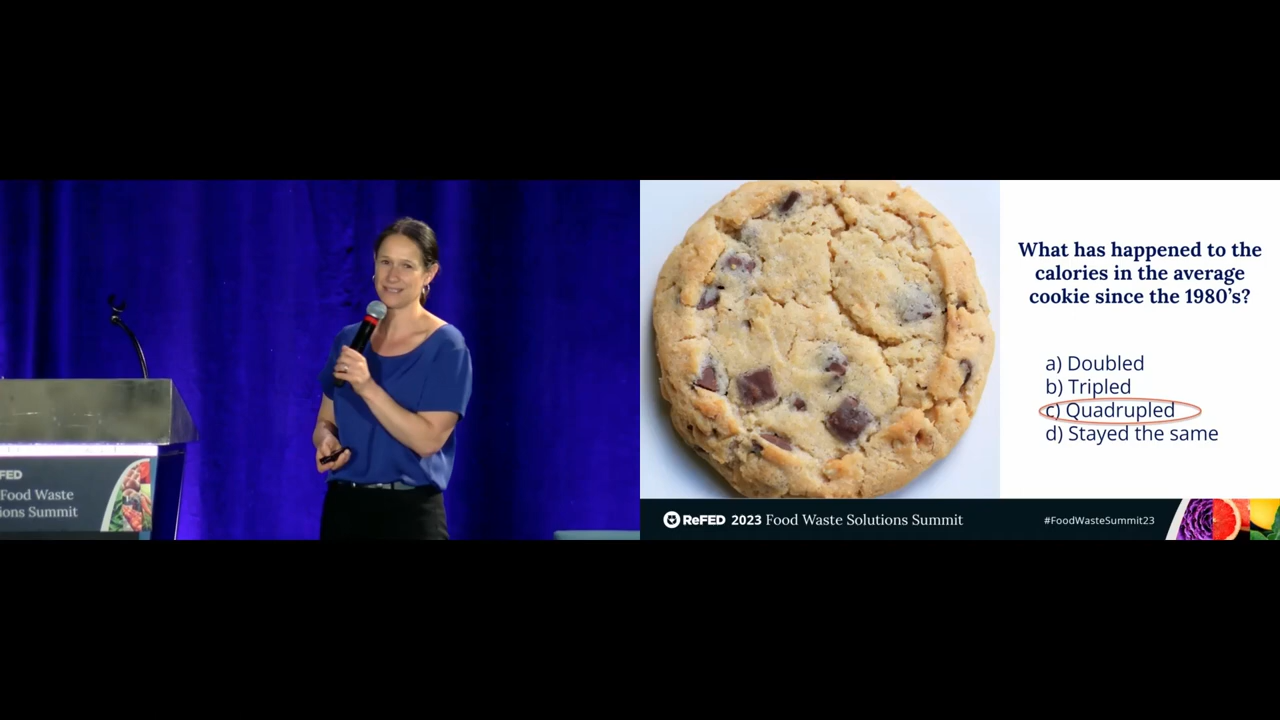 FED
Food Waste
ions Summit
What has happened to the
calories in the average
cookie since the 1980’s?
a) Doubled
b) Tripled
c) Quadrupled
d) Stayed the same
ReFED 2023 Food Waste Solutions Summit
#FoodWasteSummit23